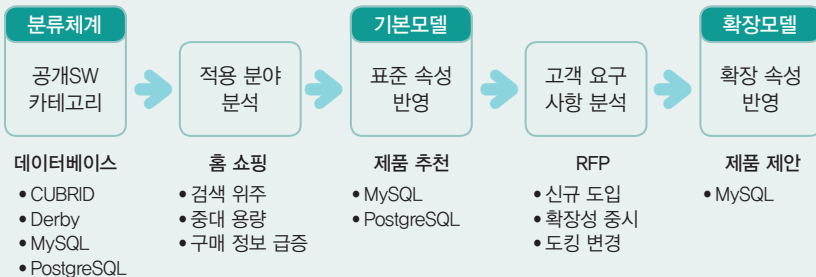 분류체계
공개SW
카테고리
적용 분야
분석
기본모델
표준 속성
반영
고객 요구
사항 분석
확장모델
확장 속성
반영
데이터베이스
• CUBRID
• Derby
• MySQL
• PostgreSQL
홈 쇼핑
• 검색 위주
• 중대 용량
• 구매 정보 급증
제품 추천
• MySQL
• PostgreSQL
RFP
• 신규 도입
• 확장성 중시
• 도킹 변경
제품 제안
• MySQL